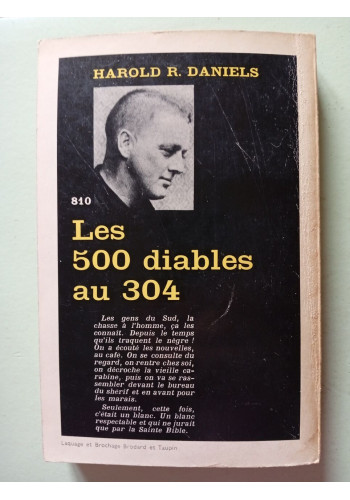 HAROLD R. DANIELS
810
Les
500 diables
au 304
Les gens du Sud, la
chasse à l'homme, ça les
connaît. Depuis le temps
qu'ils traquent le nègre !
On a écouté les nouvelles,
au café. On se consulte du
regard, on rentre chez soi,
on décroche la vieille ca-
rabine, puis on va se ras-
sembler devant le bureau
du shérif et en avant pour
les marais.
Seulement, cette fois,
c'était un blanc. Un blanc
respectable et qui ne jurait
que par la Sainte Bible.
Laquage et Brochage Brodard et Taupin